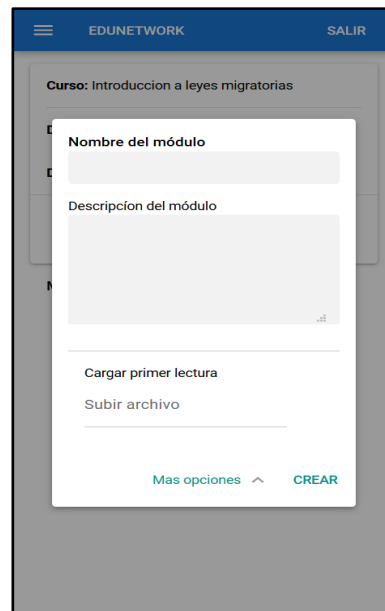 EDUNETWORK SALIR
Curso: Introduccion a leyes migratorias
Nombre del módulo
Descripcíon del módulo
Cargar primer lectura
Subir archivo
Mas opciones CREAR